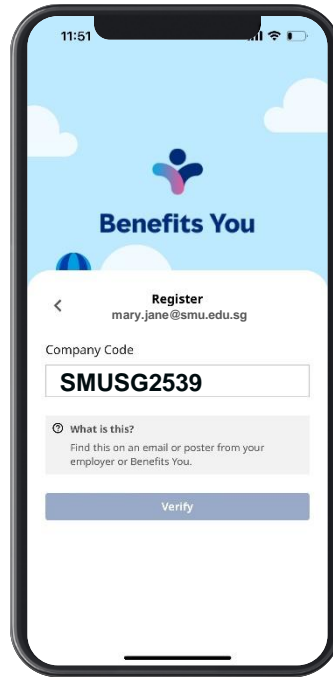 11:51
Benefits You
Register
mary.jane@smu.edu.sg
Company Code
SMUSG2539
What is this?
Find this on an email or poster from your
employer or Benefits You.
Verify